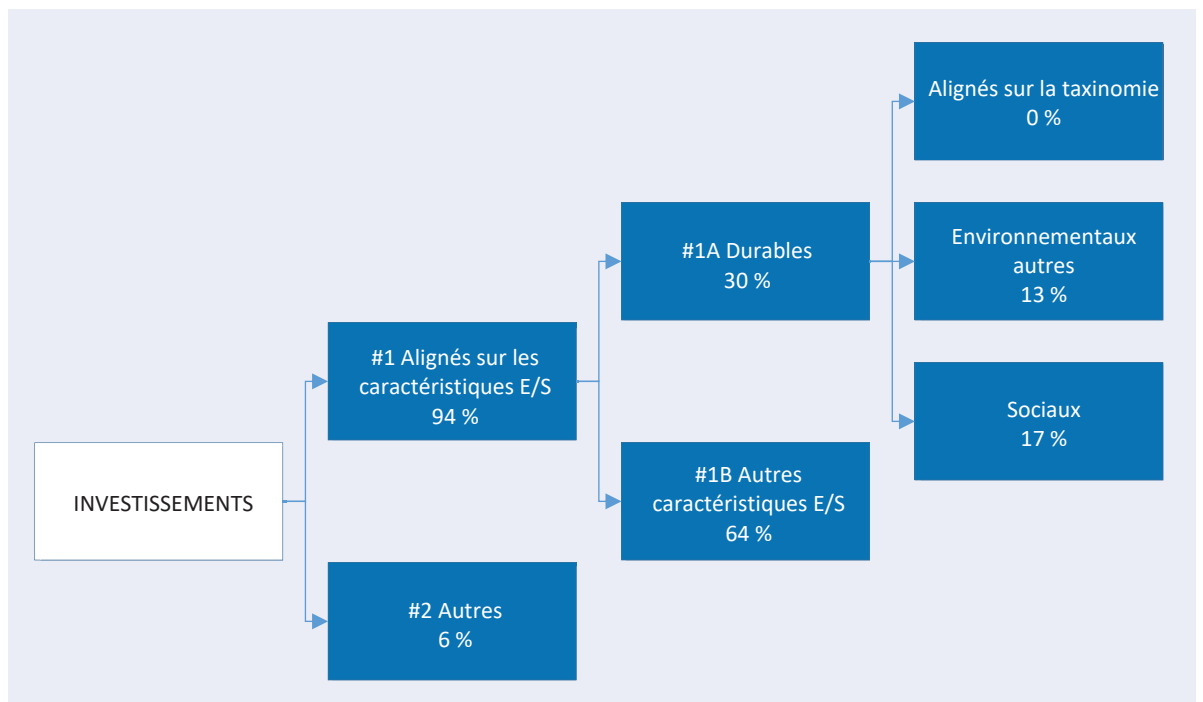 INVESTISSEMENTS
#1 Alignés sur les
caractéristiques E/S
94 %
#2 Autres
6 %
#1A Durables
30 %
#1B Autres
caractéristiques E/S
64 %
Alignés sur la taxinomie
0 %
Environnementaux
autres
13 %
Sociaux
17 %